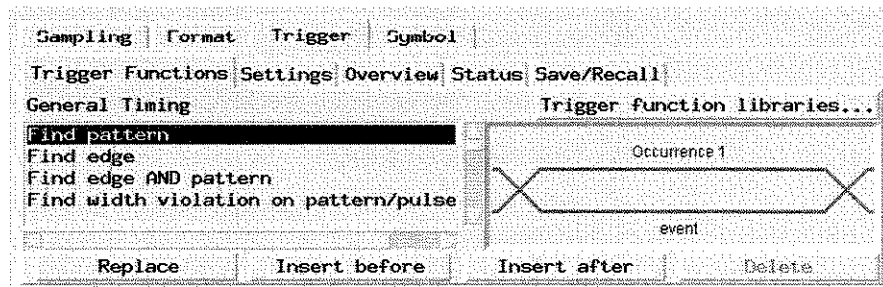 Sampling Format Trigger Symbol
Trigger Functions Settings Overview Status Save/Recall
General Timing Trigger function libraries...
Find pattern
Find edge
Find edge AND pattern
Find width violation on pattern/pulse
Occurrence 1
event
Replace Insert before Insert after Delete